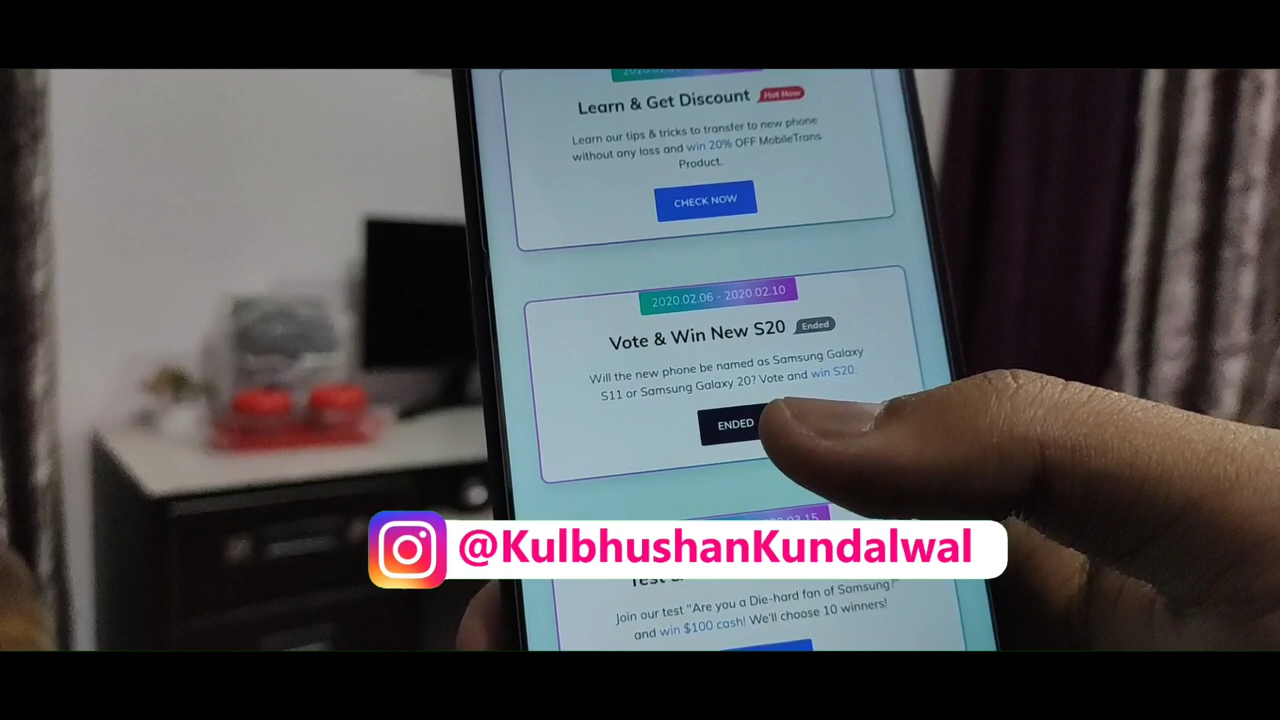 Learn & Get Discount Hot Now
Learn our tips & tricks to transfer to new phone
without any loss and win 20% OFF MobileTrans
Product.
CHECK NOW
2020.02.06 - 2020.02.10
Vote & Win New S20 Ended
Will the new phone be named as Samsung Galaxy
S11 or Samsung Galaxy 20? Vote and win S20.
ENDED
@KulbhushanKundalwal
Join our test "Are you a Die-hard fan of Samsung?"
and win $100 cash! We'll choose 10 winners!